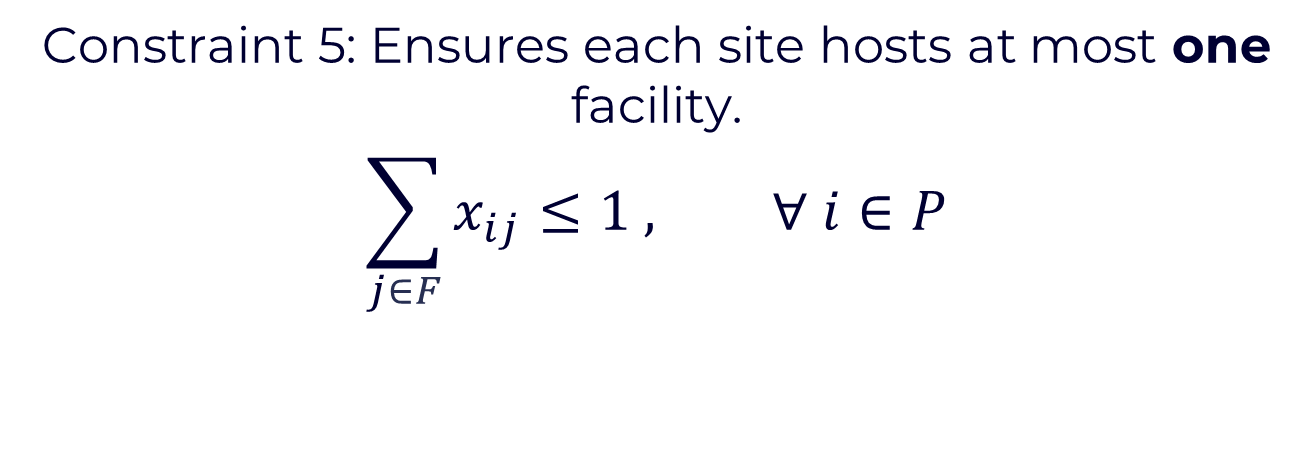 Constraint 5: Ensures each site hosts at most one
facility.
∑ x_{ij} ≤ 1 , ∀ i ∈ P
j∈F